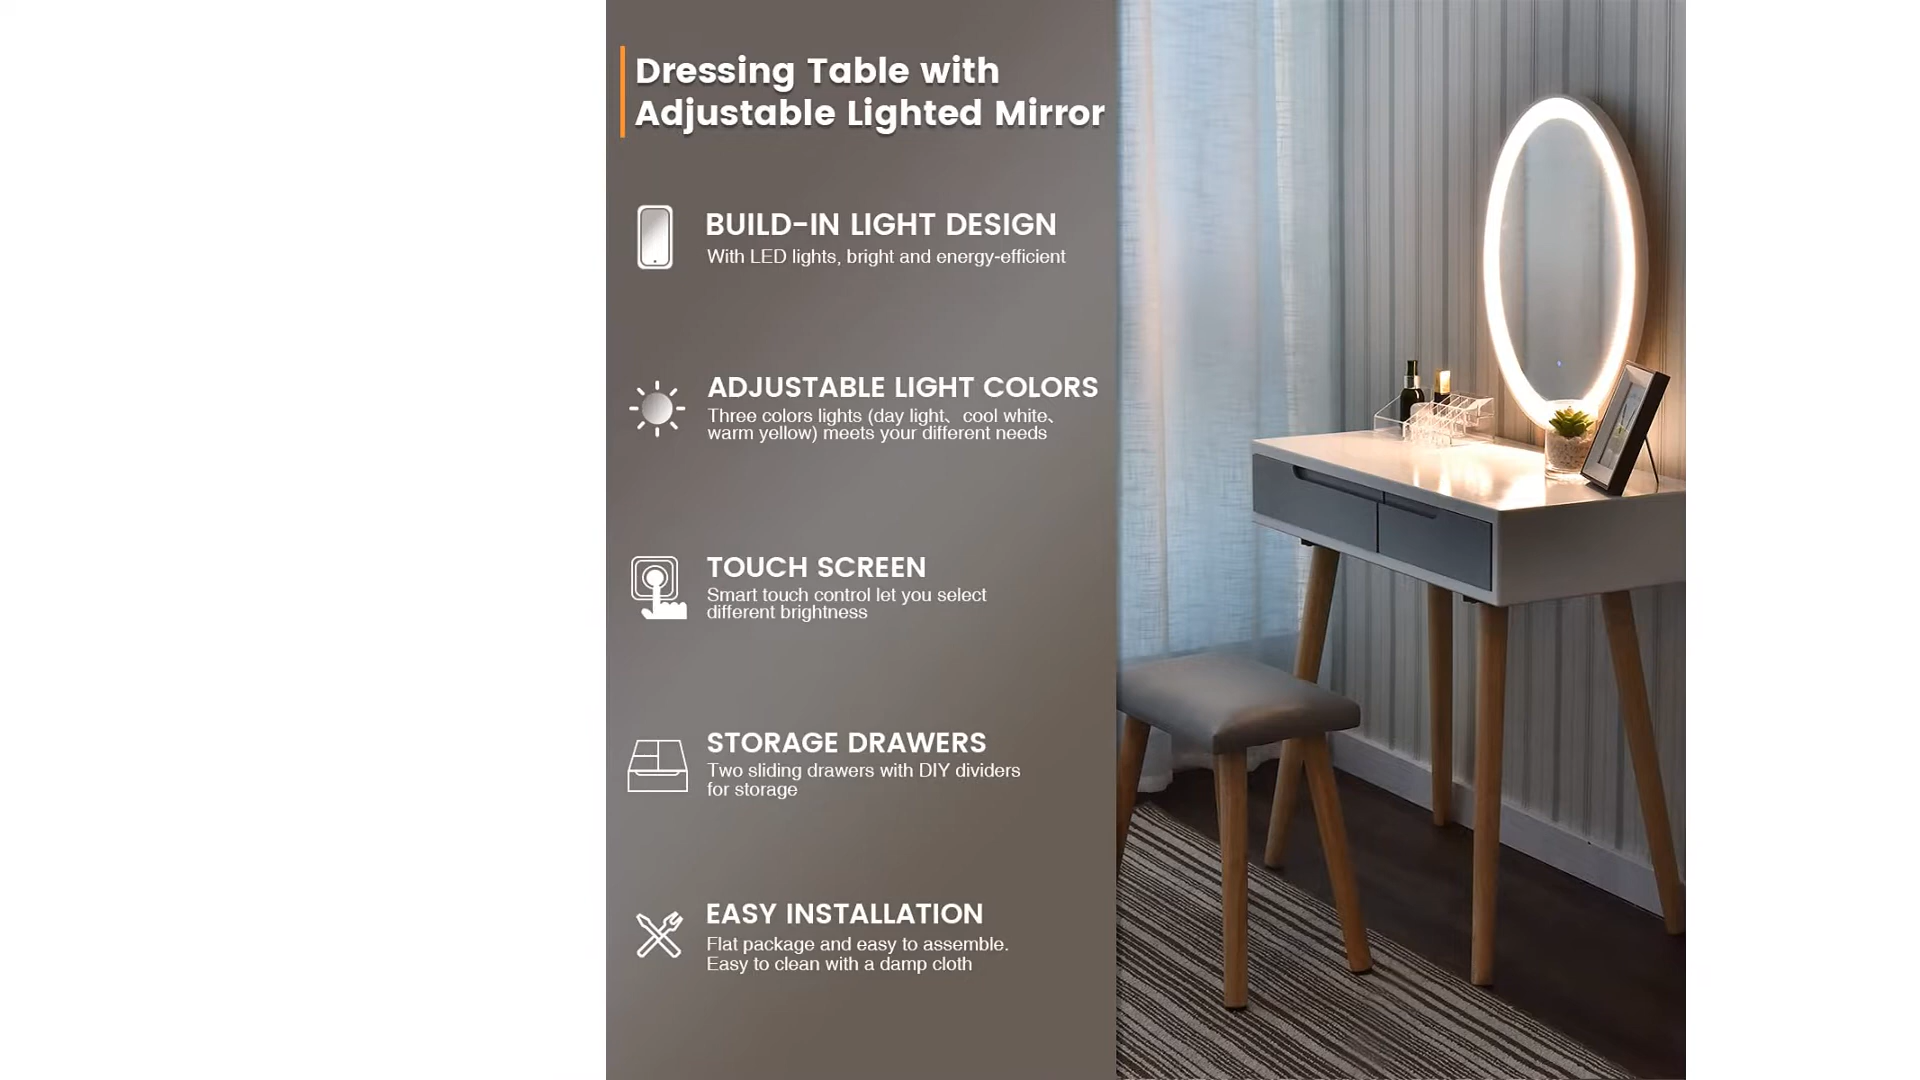 Dressing Table with
Adjustable Lighted Mirror
BUILD-IN LIGHT DESIGN
With LED lights, bright and energy-efficient
ADJUSTABLE LIGHT COLORS
Three colors lights (day light、cool white、
warm yellow) meets your different needs
TOUCH SCREEN
Smart touch control let you select
different brightness
STORAGE DRAWERS
Two sliding drawers with DIY dividers
for storage
EASY INSTALLATION
Flat package and easy to assemble.
Easy to clean with a damp cloth